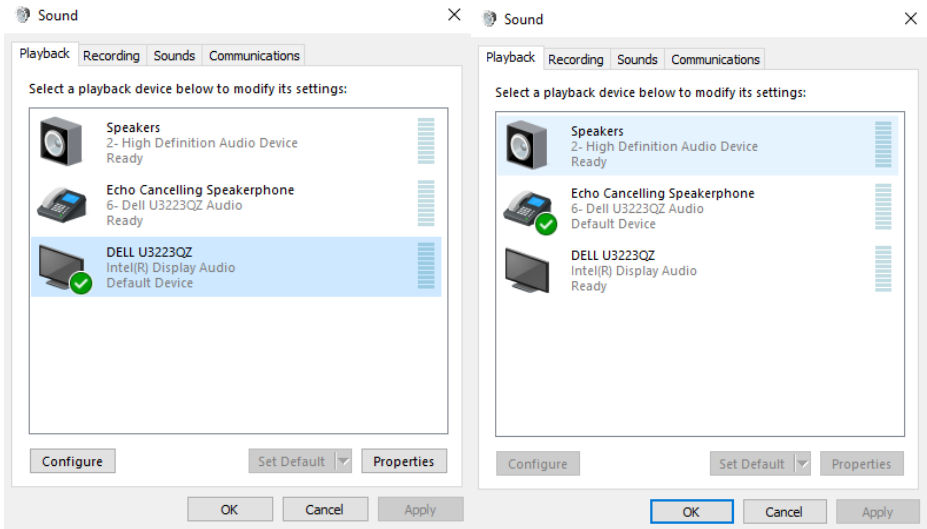 Sound
Playback Recording Sounds Communications
Select a playback device below to modify its settings:
Speakers
2- High Definition Audio Device
Ready
Echo Cancelling Speakerphone
6- Dell U3223QZ Audio
Ready
DELL U3223QZ
Intel(R) Display Audio
Default Device
Configure Set Default Properties
OK Cancel Apply
Sound
Playback Recording Sounds Communications
Select a playback device below to modify its settings:
Speakers
2- High Definition Audio Device
Ready
Echo Cancelling Speakerphone
6- Dell U3223QZ Audio
Default Device
DELL U3223QZ
Intel(R) Display Audio
Ready
Configure Set Default Properties
OK Cancel Apply